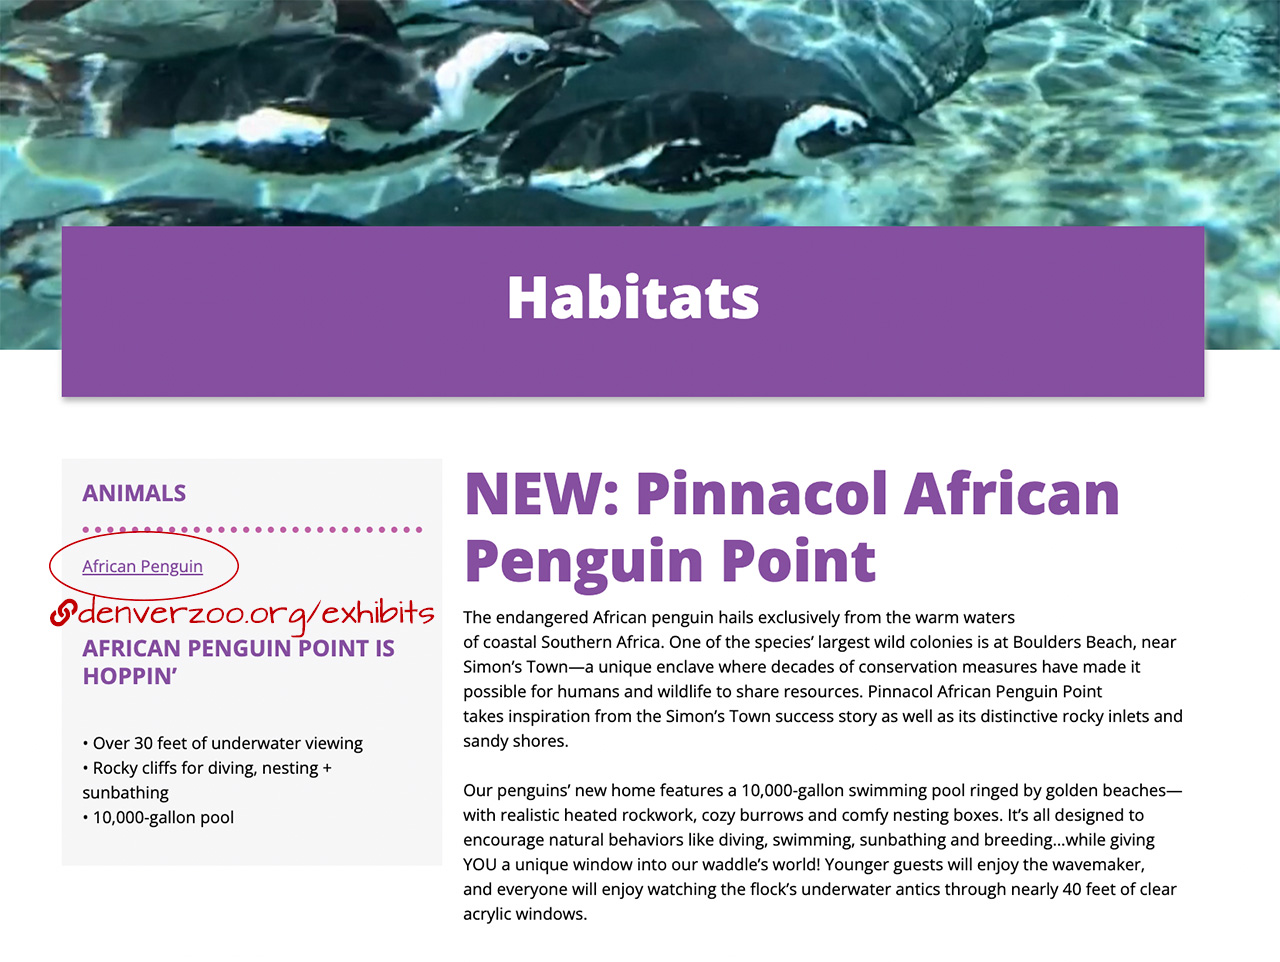 Habitats
ANIMALS
African Penguin
denverzoo.org/exhibits
AFRICAN PENGUIN POINT IS
HOPPIN’
• Over 30 feet of underwater viewing
• Rocky cliffs for diving, nesting +
sunbathing
• 10,000-gallon pool
NEW: Pinnacol African
Penguin Point
The endangered African penguin hails exclusively from the warm waters
of coastal Southern Africa. One of the species’ largest wild colonies is at Boulders Beach, near
Simon’s Town—a unique enclave where decades of conservation measures have made it
possible for humans and wildlife to share resources. Pinnacol African Penguin Point
takes inspiration from the Simon’s Town success story as well as its distinctive rocky inlets and
sandy shores.
Our penguins’ new home features a 10,000-gallon swimming pool ringed by golden beaches—
with realistic heated rockwork, cozy burrows and comfy nesting boxes. It’s all designed to
encourage natural behaviors like diving, swimming, sunbathing and breeding…while giving
YOU a unique window into our waddle’s world! Younger guests will enjoy the wavemaker,
and everyone will enjoy watching the flock’s underwater antics through nearly 40 feet of clear
acrylic windows.